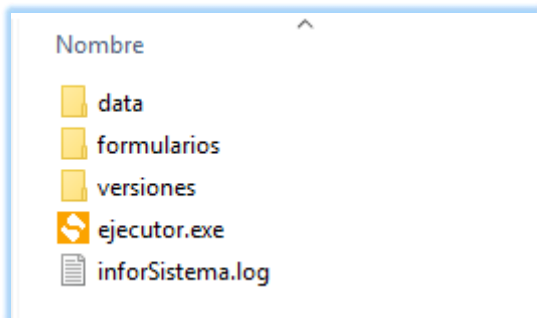 Nombre
data
formularios
versiones
ejecutor.exe
inforSistema.log